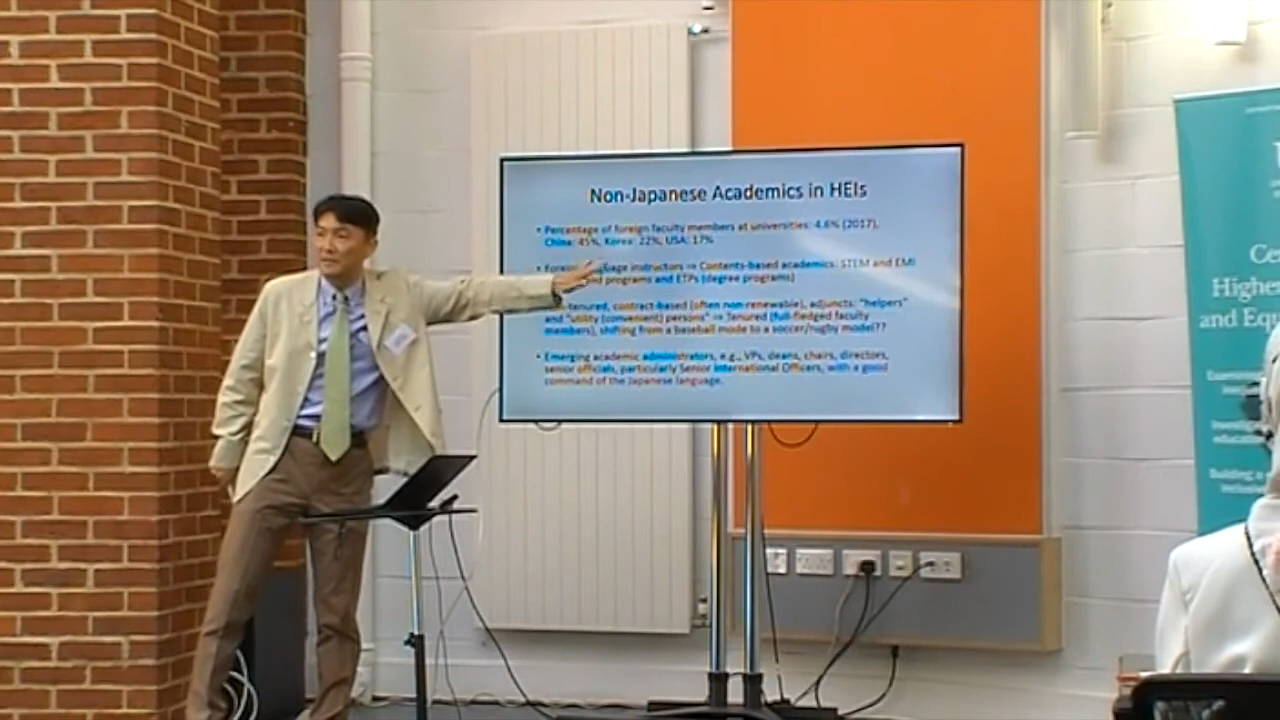 Non-Japanese Academics in HEIs
• Percentage of foreign faculty members at universities: 4.6% (2017),
China: 45%, Korea: 22%, USA: 17%
• instructors ⇒ Contents-based academics: STEM and EMI
programs and ETPs (degree programs)
tenured, contract-based (often non-renewable), adjuncts: "helpers"
and "utility (convenient) persons" ⇒ Tenured (full-fledged faculty
members), shifting from a baseball mode to a soccer/rugby model??
• Emerging academic administrators, e.g., VPs, deans, chairs, directors,
senior officials, particularly Senior International Officers, with a good
command of the Japanese language.
Higher
and Equ